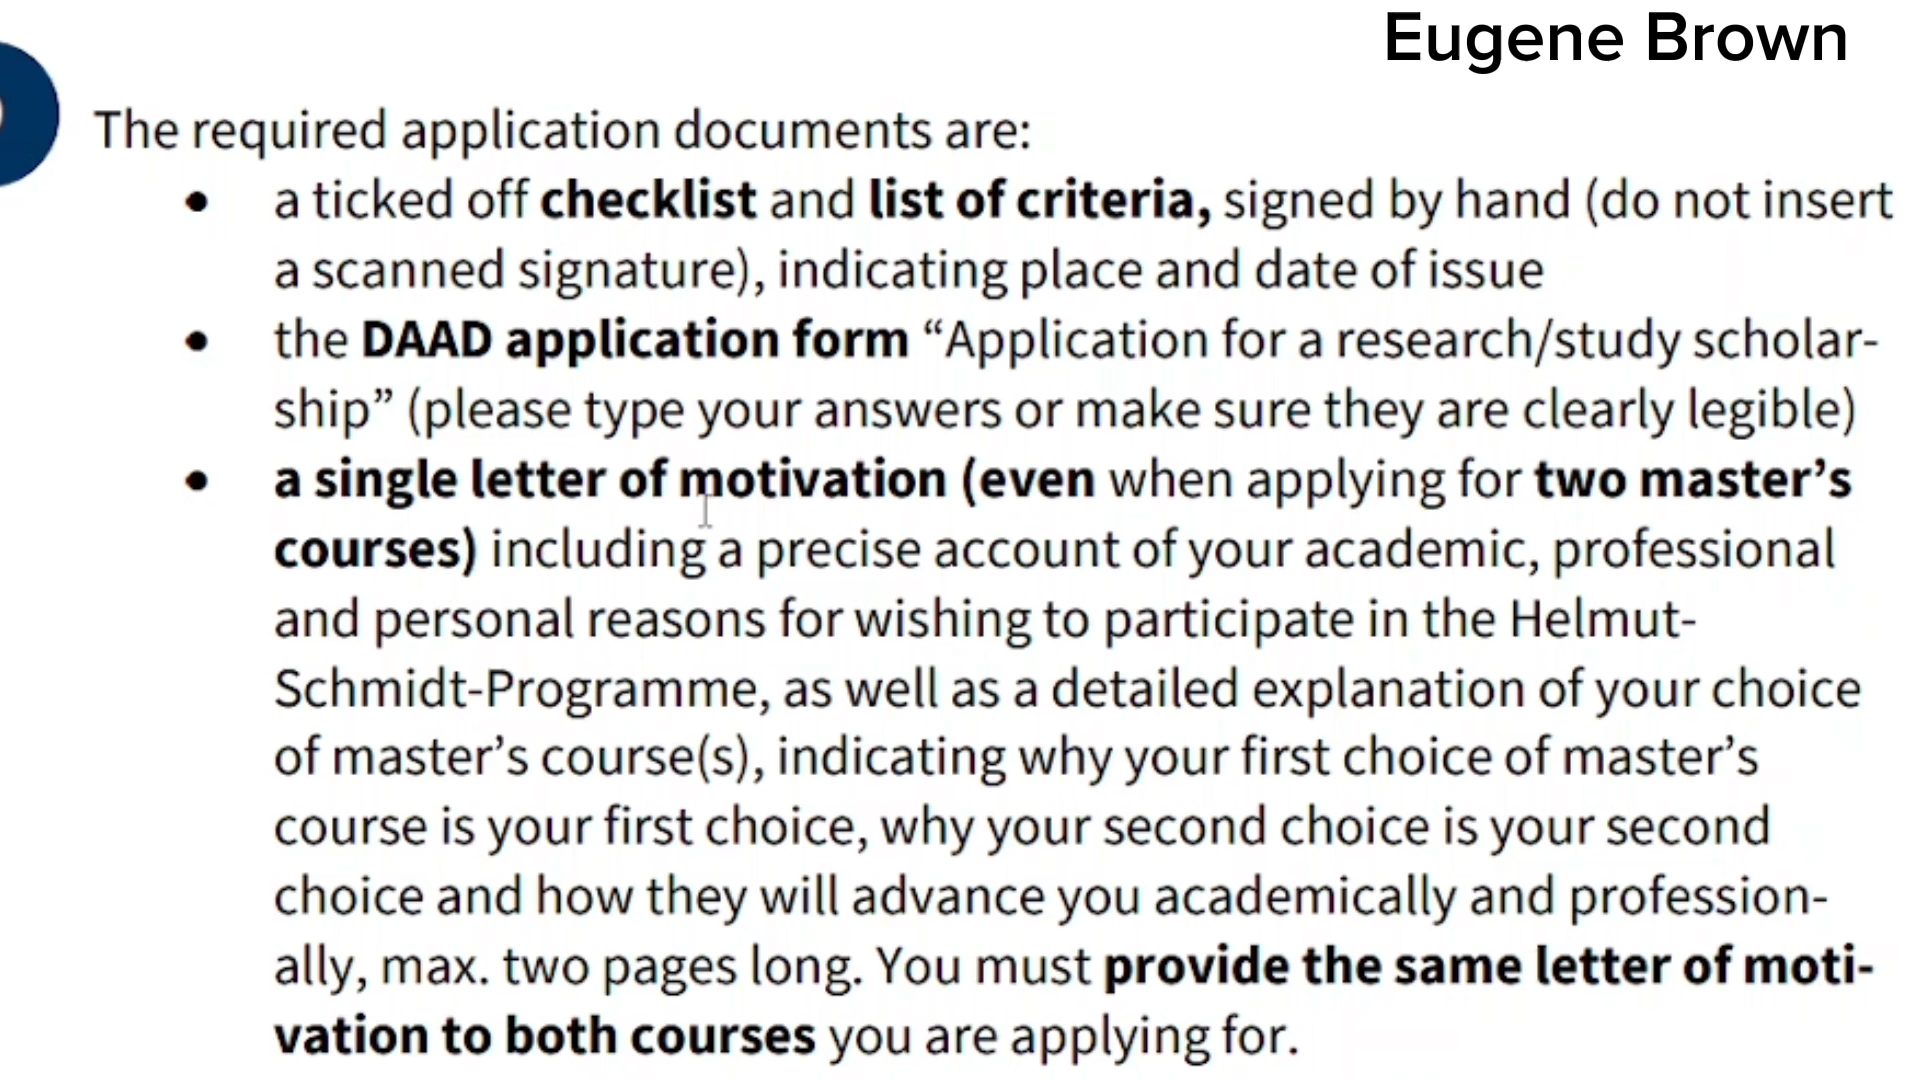 Eugene Brown
The required application documents are:
• a ticked off checklist and list of criteria, signed by hand (do not insert
a scanned signature), indicating place and date of issue
• the DAAD application form “Application for a research/study scholar-
ship” (please type your answers or make sure they are clearly legible)
• a single letter of motivation (even when applying for two master’s
courses) including a precise account of your academic, professional
and personal reasons for wishing to participate in the Helmut-
Schmidt-Programme, as well as a detailed explanation of your choice
of master’s course(s), indicating why your first choice of master’s
course is your first choice, why your second choice is your second
choice and how they will advance you academically and profession-
ally, max. two pages long. You must provide the same letter of moti-
vation to both courses you are applying for.